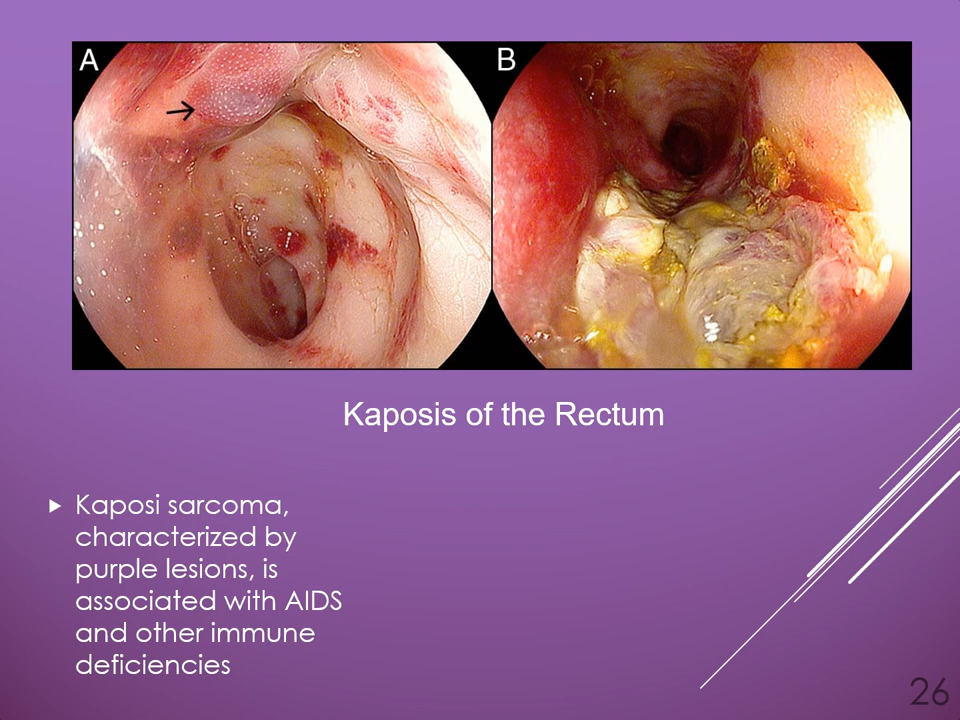 A
B
Kaposis of the Rectum
Kaposi sarcoma,
characterized by
purple lesions, is
associated with AIDS
and other immune
deficiencies
26